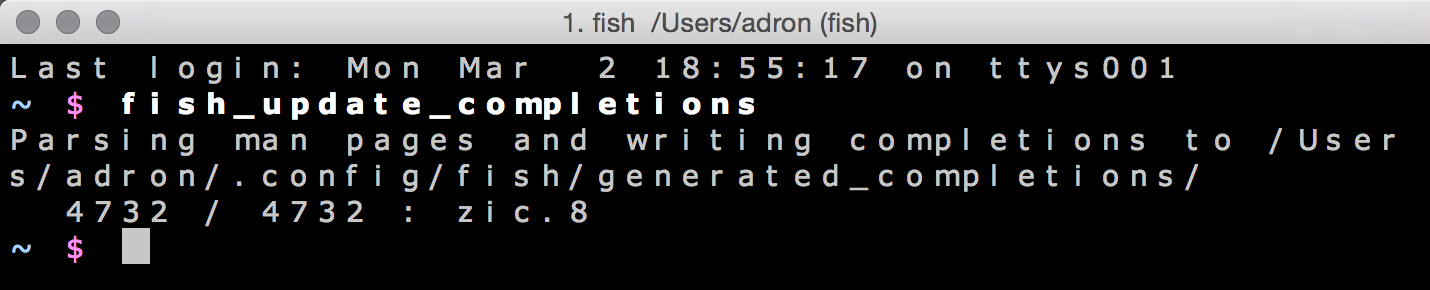 1. fish  /Users/adron (fish)
Last login: Mon Mar  2 18:55:17 on ttys001
~ $ fish_update_completions
Parsing man pages and writing completions to /User
s/adron/.config/fish/generated_completions/
  4732 / 4732 : zic.8
~ $